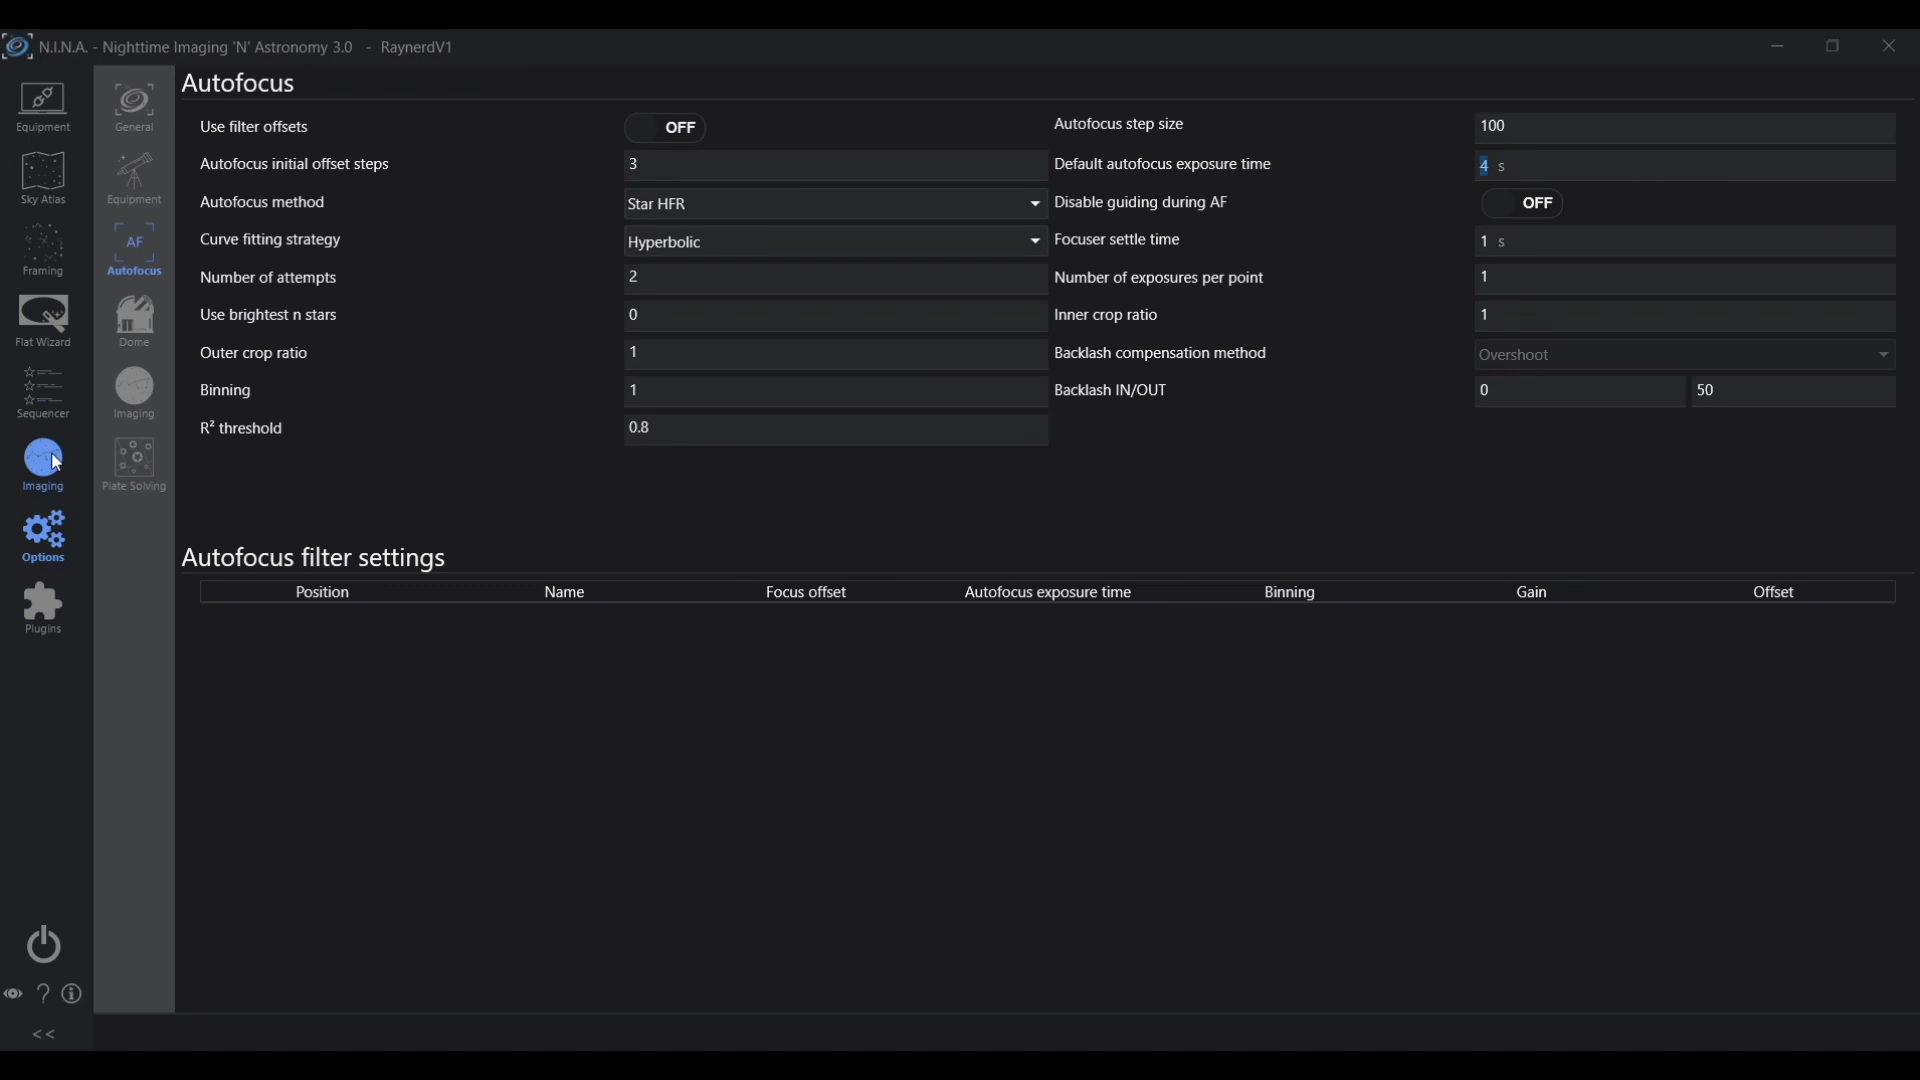 N.I.N.A. - Nighttime Imaging 'N' Astronomy 3.0 - RaynerdV1
Equipment
Sky Atlas
Framing
Flat Wizard
Sequencer
Imaging
Options
Plugins
<<
General
Equipment
AF
Autofocus
Dome
Imaging
Plate Solving
Autofocus
Use filter offsets OFF Autofocus step size 100
Autofocus initial offset steps 3 Default autofocus exposure time 4 s
Autofocus method Star HFR Disable guiding during AF OFF
Curve fitting strategy Hyperbolic Focuser settle time 1 s
Number of attempts 2 Number of exposures per point 1
Use brightest n stars 0 Inner crop ratio 1
Outer crop ratio 1 Backlash compensation method Overshoot
Binning 1 Backlash IN/OUT 0 50
R² threshold 0.8
Autofocus filter settings
Position Name Focus offset Autofocus exposure time Binning Gain Offset